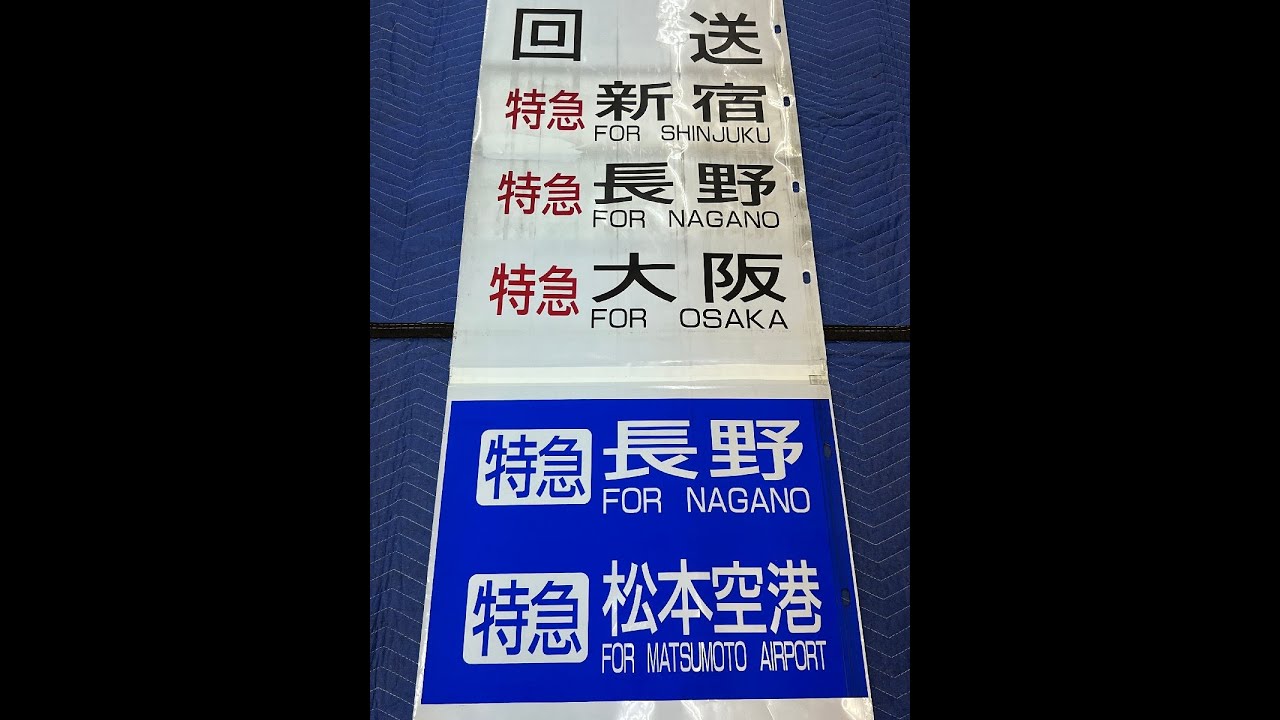 回送
特急 新宿
FOR SHINJUKU
特急 長野
FOR NAGANO
特急 大阪
FOR OSAKA
特急 長野
FOR NAGANO
特急 松本空港
FOR MATSUMOTO AIRPORT